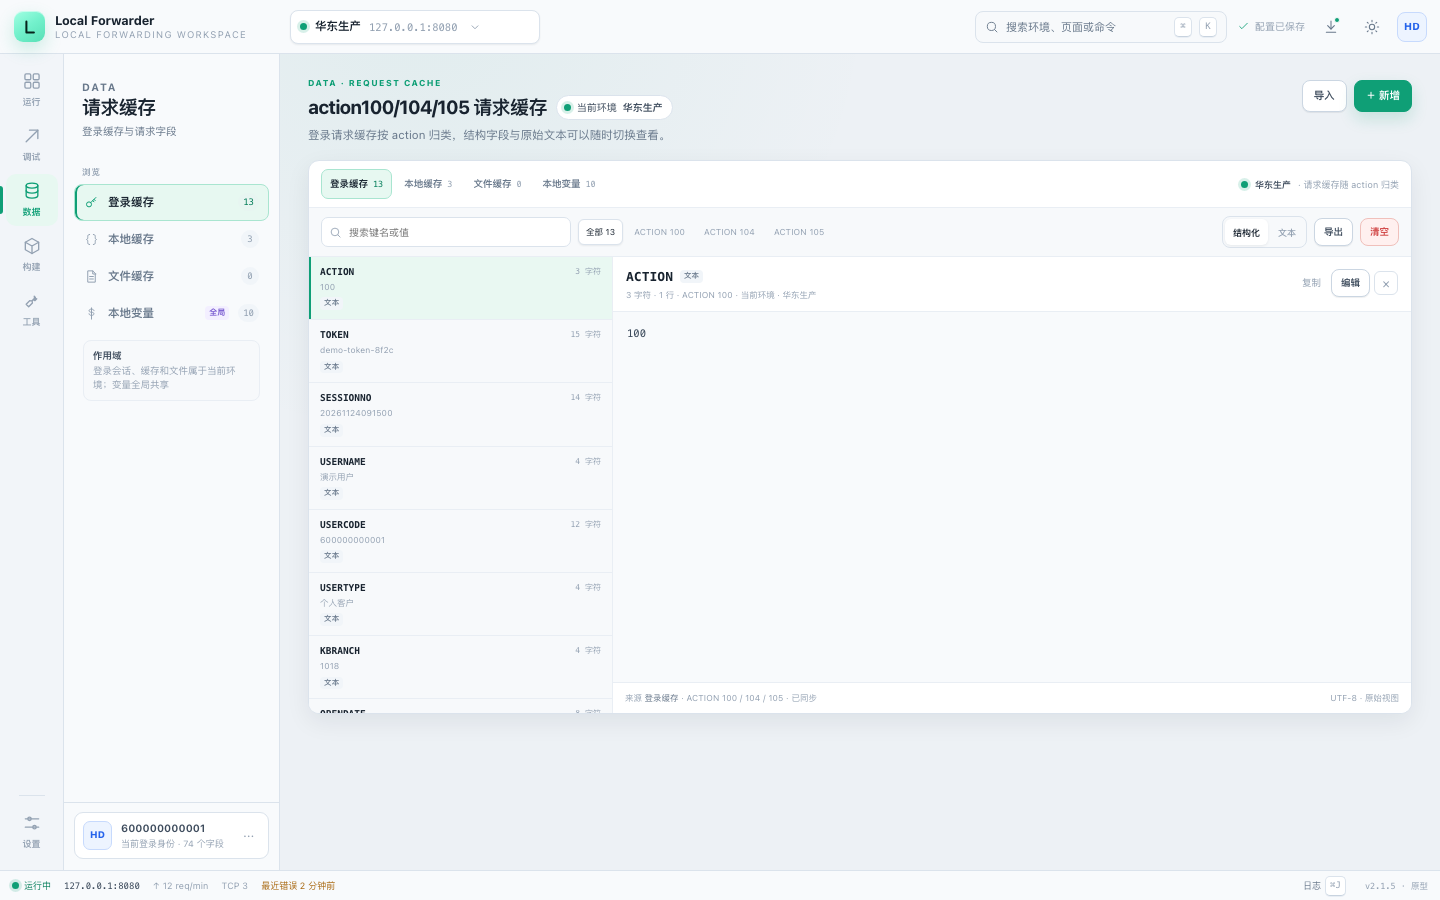 L
Local Forwarder
LOCAL FORWARDING WORKSPACE
华东生产 127.0.0.1:8080
搜索环境、页面或命令 ⌘ K
配置已保存
HD
运行
调试
数据
构建
工具
设置
DATA
请求缓存
登录缓存与请求字段
浏览
登录缓存 13
本地缓存 3
文件缓存 0
本地变量 全局 10
作用域
登录会话、缓存和文件属于当前环
境；变量全局共享
HD
600000000001
当前登录身份 · 74 个字段
...
DATA · REQUEST CACHE
action100/104/105 请求缓存
当前环境 华东生产
登录请求缓存按 action 归类，结构字段与原始文本可以随时切换查看。
导入
+ 新增
登录缓存 13
本地缓存 3
文件缓存 0
本地变量 10
华东生产 · 请求缓存随 action 归类
搜索键名或值
全部 13
ACTION 100
ACTION 104
ACTION 105
结构化
文本
导出
清空
ACTION 3 字符
100
文本
TOKEN 15 字符
demo-token-8f2c
文本
SESSIONNO 14 字符
20261124091500
文本
USERNAME 4 字符
演示用户
文本
USERCODE 12 字符
600000000001
文本
USERTYPE 4 字符
个人客户
文本
KBRANCH 4 字符
1018
文本
OPENDATE 8 字符
ACTION 文本
3 字符 · 1 行 · ACTION 100 · 当前环境 · 华东生产
复制
编辑
×
100
来源 登录缓存 · ACTION 100 / 104 / 105 · 已同步
UTF-8 · 原始视图
运行中
127.0.0.1:8080
↑ 12 req/min
TCP 3
最近错误 2 分钟前
日志 ⌘J
v2.1.5 · 原型